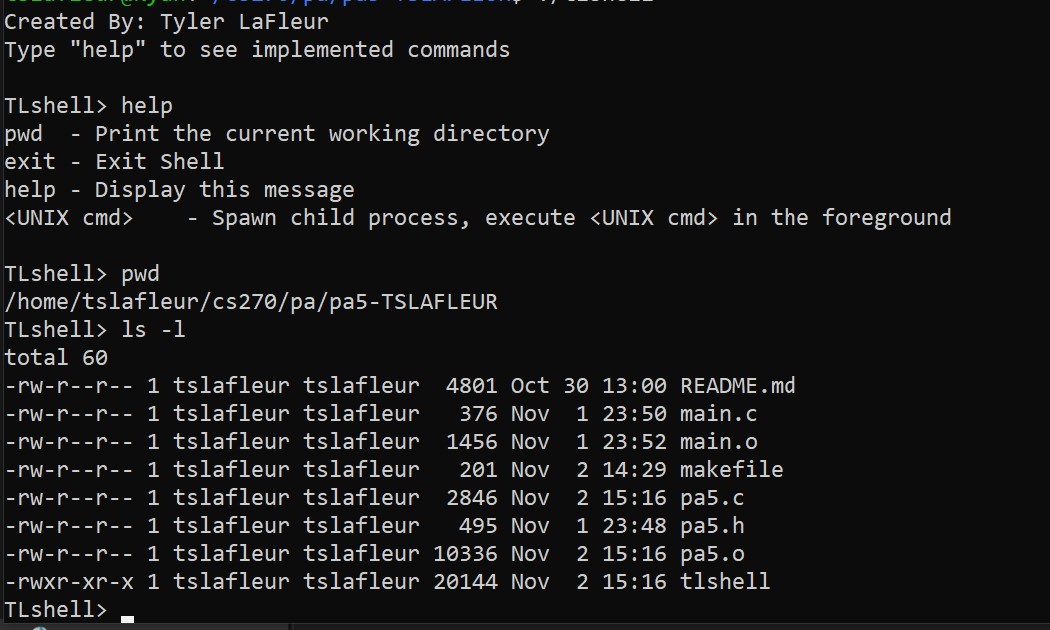 Created By: Tyler LaFleur
Type "help" to see implemented commands
TLshell> help
pwd  - Print the current working directory
exit - Exit Shell
help - Display this message
<UNIX cmd>    - Spawn child process, execute <UNIX cmd> in the foreground
TLshell> pwd
/home/tslafleur/cs270/pa/pa5-TSLAFLEUR
TLshell> ls -l
total 60
-rw-r--r-- 1 tslafleur tslafleur  4801 Oct 30 13:00 README.md
-rw-r--r-- 1 tslafleur tslafleur   376 Nov  1 23:50 main.c
-rw-r--r-- 1 tslafleur tslafleur  1456 Nov  1 23:52 main.o
-rw-r--r-- 1 tslafleur tslafleur   201 Nov  2 14:29 makefile
-rw-r--r-- 1 tslafleur tslafleur  2846 Nov  2 15:16 pa5.c
-rw-r--r-- 1 tslafleur tslafleur   495 Nov  1 23:48 pa5.h
-rw-r--r-- 1 tslafleur tslafleur 10336 Nov  2 15:16 pa5.o
-rwxr-xr-x 1 tslafleur tslafleur 20144 Nov  2 15:16 tlshell
TLshell>